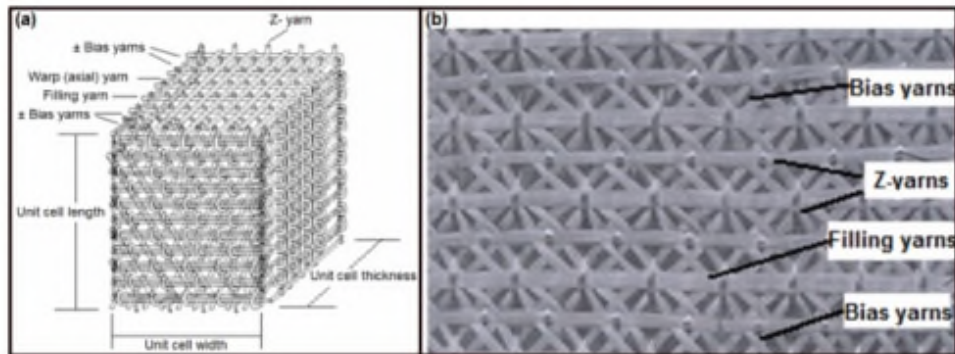 (a)
Z- yarn
± Bias yarns
Warp (axial) yarn
Filling yarn
± Bias yarns
Unit cell length
Unit cell thickness
Unit cell width
(b)
Bias yarns
Z-yarns
Filling yarns
Bias yarns